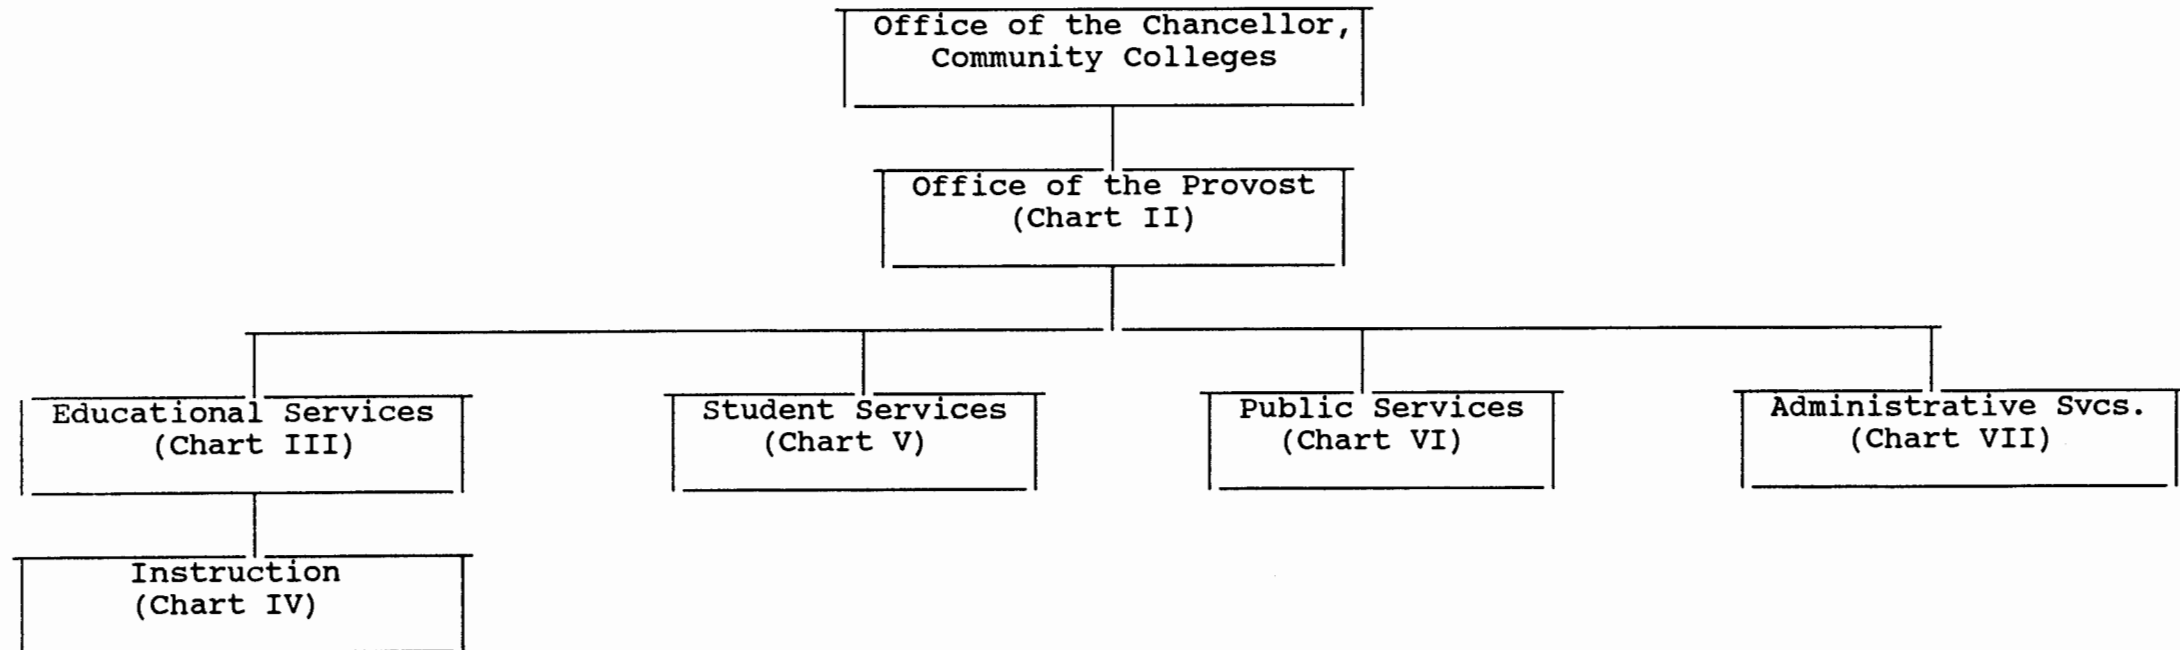 Office of the Chancellor,
Community Colleges
Office of the Provost
(Chart II)
Educational Services
(Chart III)
Student Services
(Chart V)
Public Services
(Chart VI)
Administrative Svcs.
(Chart VII)
Instruction
(Chart IV)